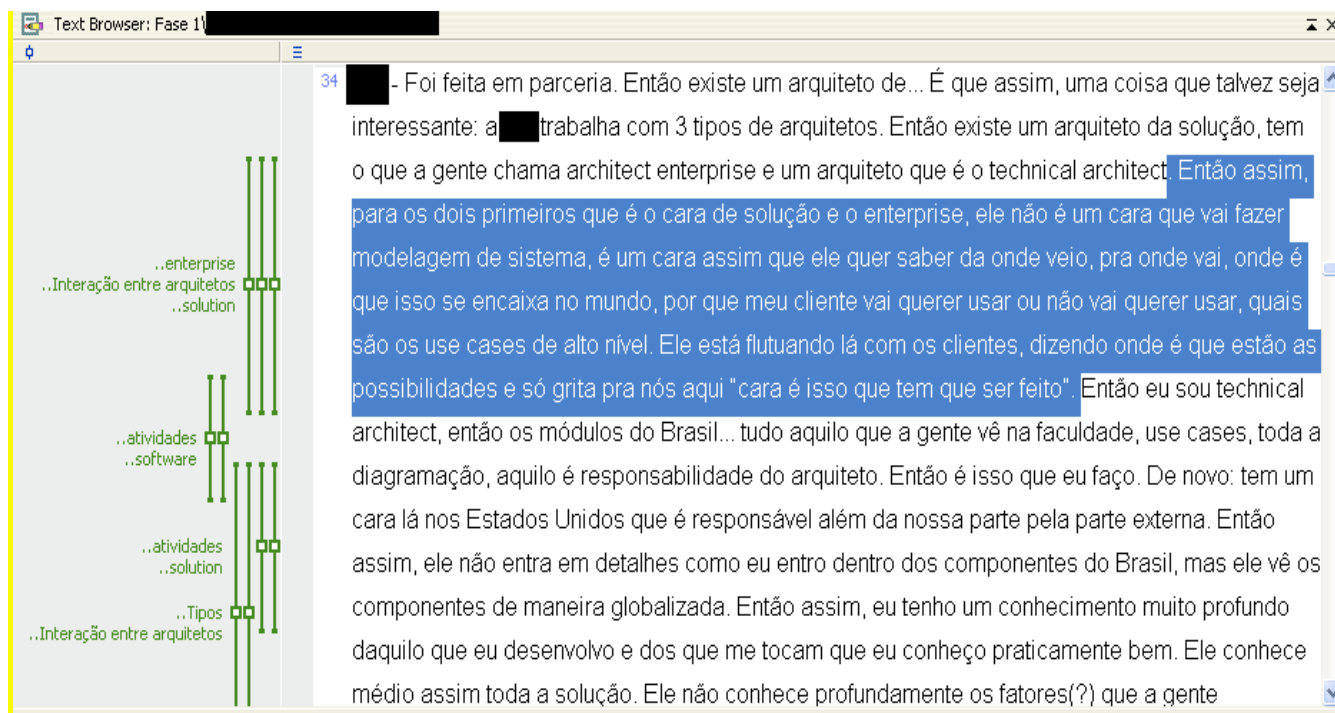 Text Browser: Fase 1\
34
- Foi feita em parceria. Então existe um arquiteto de... É que assim, uma coisa que talvez seja
interessante: a trabalha com 3 tipos de arquitetos. Então existe um arquiteto da solução, tem
o que a gente chama architect enterprise e um arquiteto que é o technical architect. Então assim,
para os dois primeiros que é o cara de solução e o enterprise, ele não é um cara que vai fazer
modelagem de sistema, é um cara assim que ele quer saber da onde veio, pra onde vai, onde é
que isso se encaixa no mundo, por que meu cliente vai querer usar ou não vai querer usar, quais
são os use cases de alto nível. Ele está flutuando lá com os clientes, dizendo onde é que estão as
possibilidades e só grita pra nós aqui "cara é isso que tem que ser feito". Então eu sou technical
architect, então os módulos do Brasil... tudo aquilo que a gente vê na faculdade, use cases, toda a
diagramação, aquilo é responsabilidade do arquiteto. Então é isso que eu faço. De novo: tem um
cara lá nos Estados Unidos que é responsável além da nossa parte pela parte externa. Então
assim, ele não entra em detalhes como eu entro dentro dos componentes do Brasil, mas ele vê os
componentes de maneira globalizada. Então assim, eu tenho um conhecimento muito profundo
daquilo que eu desenvolvo e dos que me tocam que eu conheço praticamente bem. Ele conhece
médio assim toda a solução. Ele não conhece profundamente os fatores(?) que a gente
..enterprise
..Interação entre arquitetos
..solution
..atividades
..software
..atividades
..solution
..Tipos
..Interação entre arquitetos